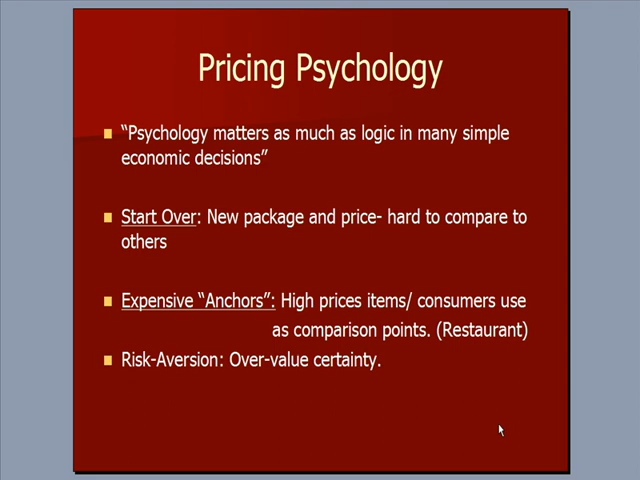 Pricing Psychology
“Psychology matters as much as logic in many simple
economic decisions”
Start Over: New package and price- hard to compare to
others
Expensive “Anchors”: High prices items/ consumers use
as comparison points. (Restaurant)
Risk-Aversion: Over-value certainty.